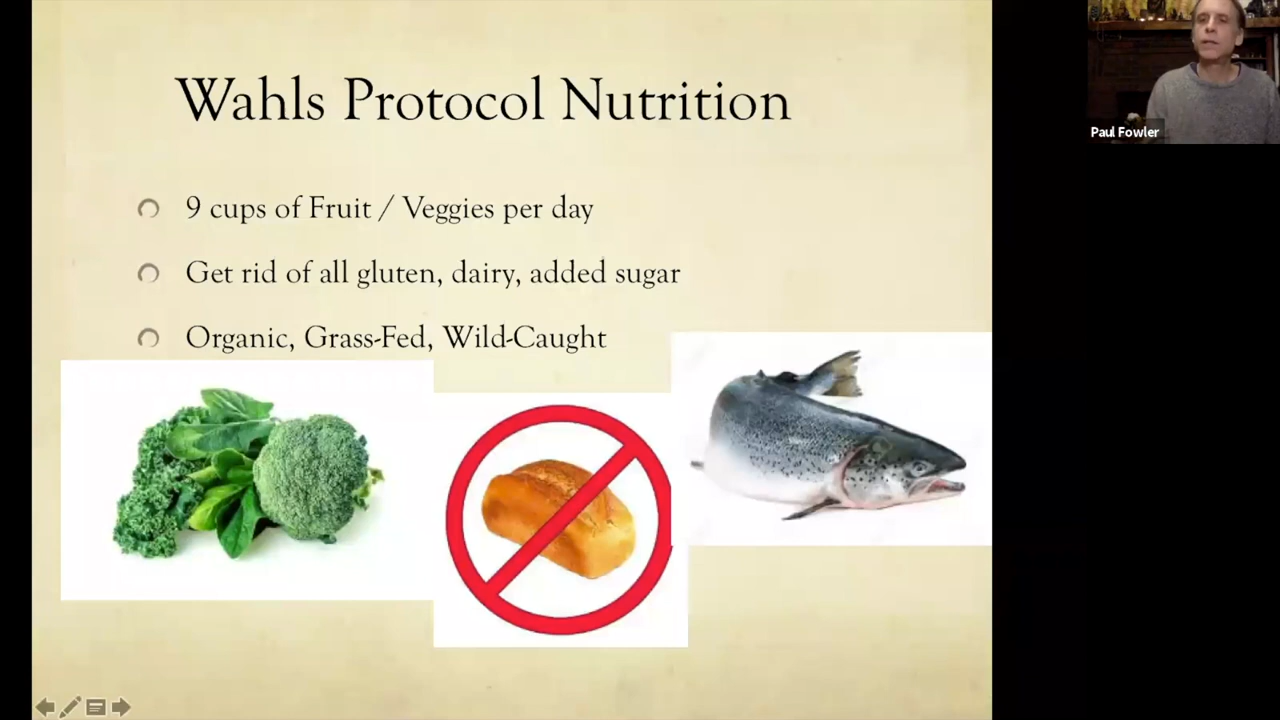 Wahls Protocol Nutrition
9 cups of Fruit / Veggies per day
Get rid of all gluten, dairy, added sugar
Organic, Grass-Fed, Wild-Caught
Paul Fowler